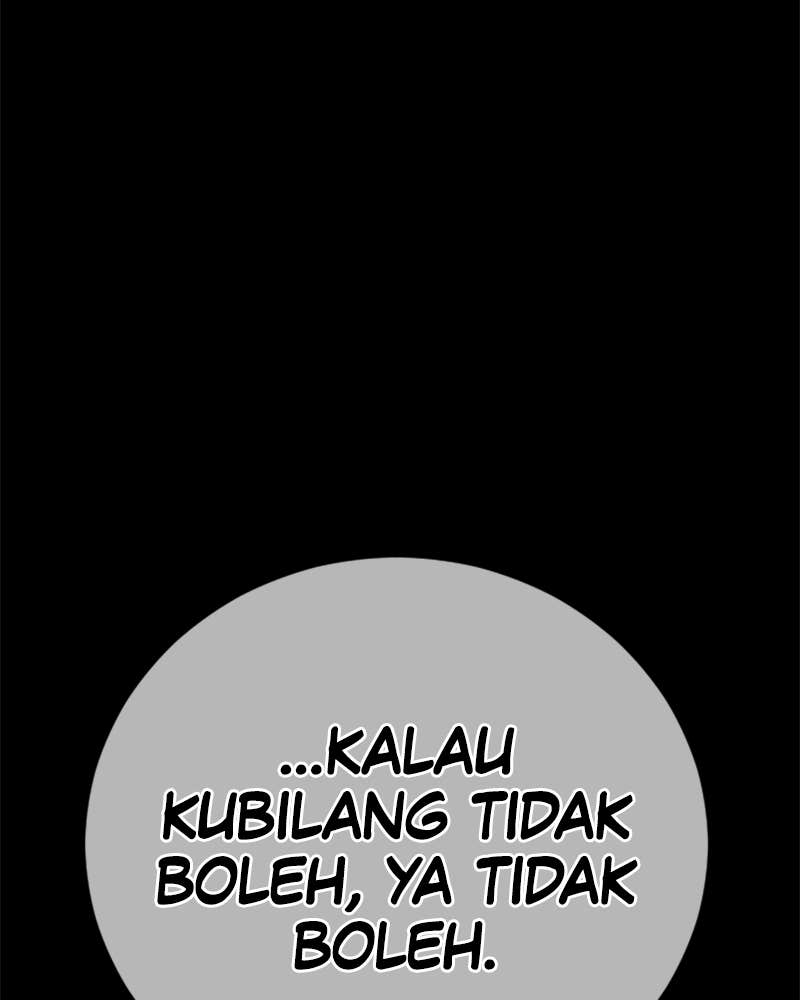 ...KALAU
KUBILANG TIDAK
BOLEH, YA TIDAK
BOLEH.